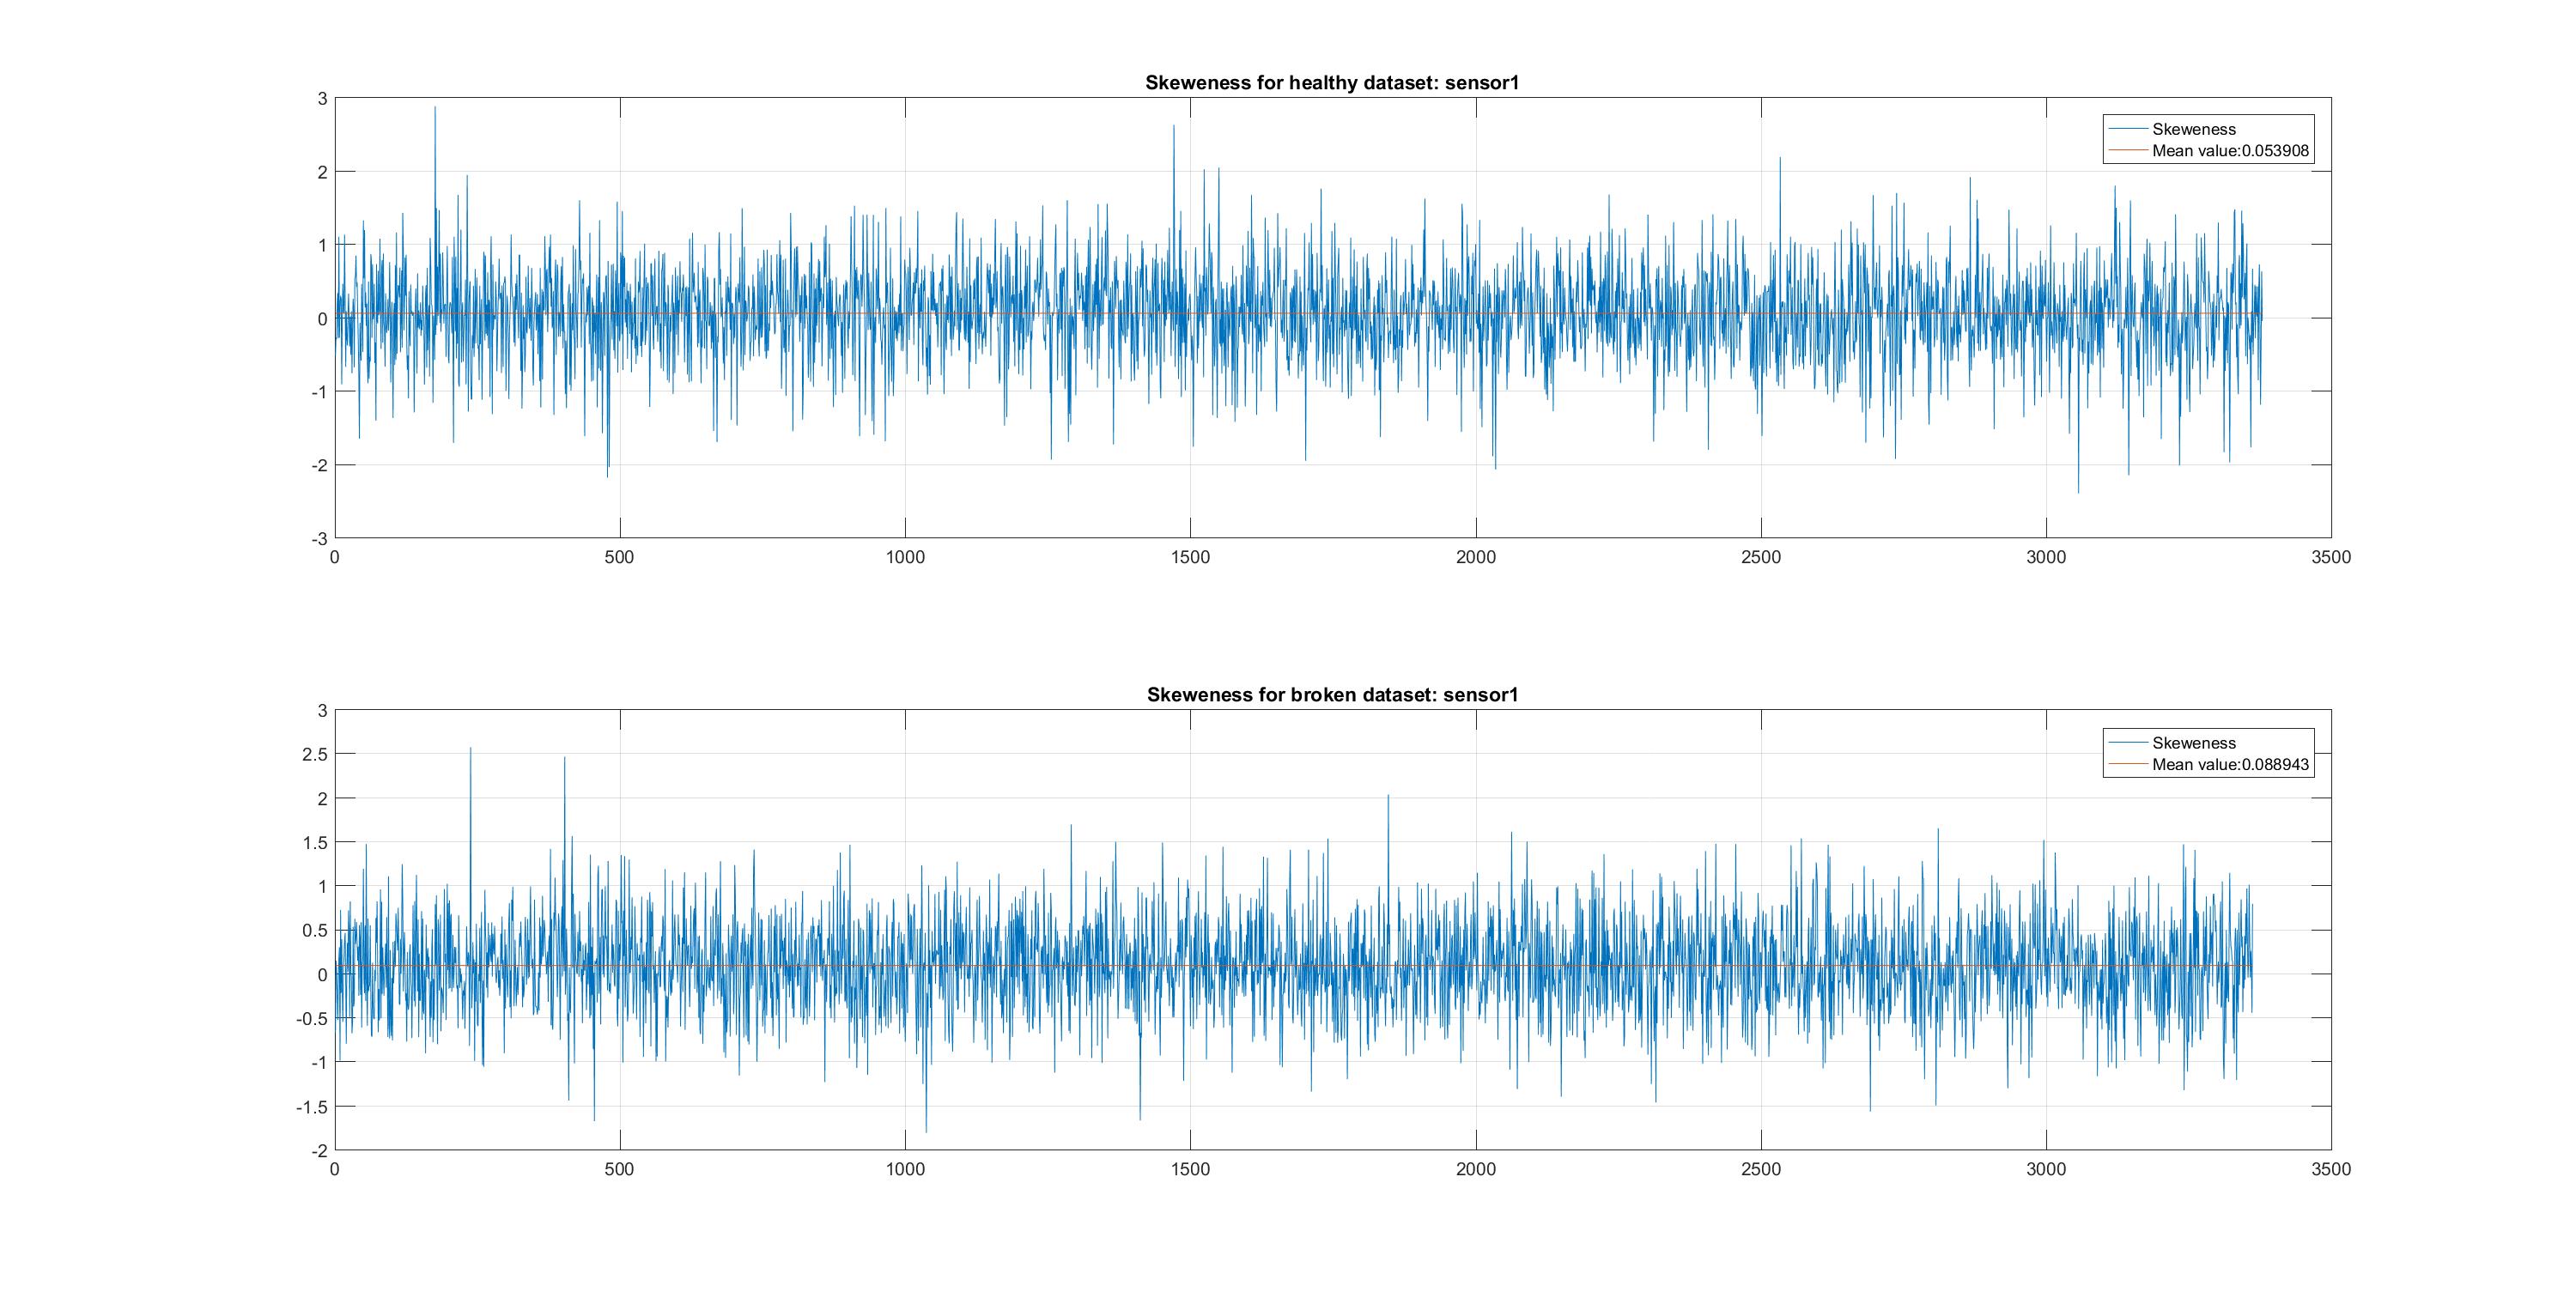 Skeweness for healthy dataset: sensor1
3
2
1
0
-1
-2
-3
Skeweness
Mean value:0.053908
0 500 1000 1500 2000 2500 3000 3500
Skeweness for broken dataset: sensor1
3
2.5
2
1.5
1
0.5
0
-0.5
-1
-1.5
-2
Skeweness
Mean value:0.088943
0 500 1000 1500 2000 2500 3000 3500